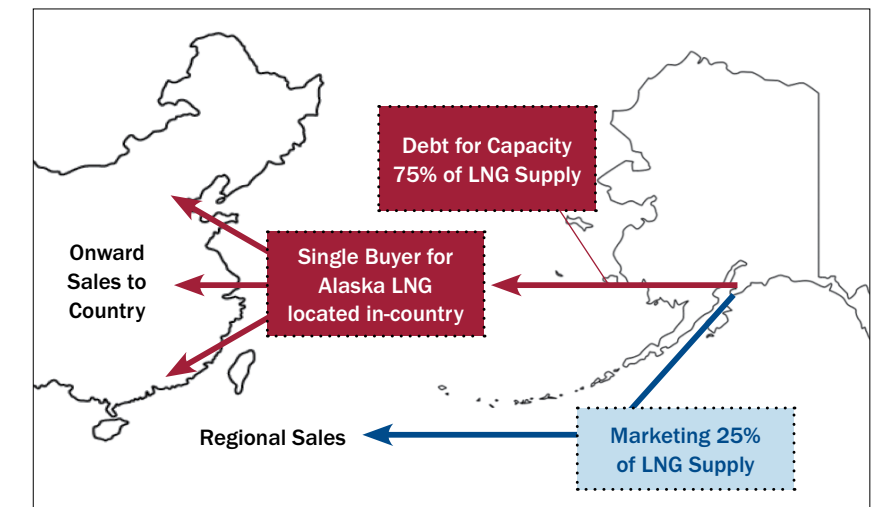 Debt for Capacity
75% of LNG Supply
Onward
Sales to
Country
Single Buyer for
Alaska LNG
located in-country
Regional Sales
Marketing 25%
of LNG Supply